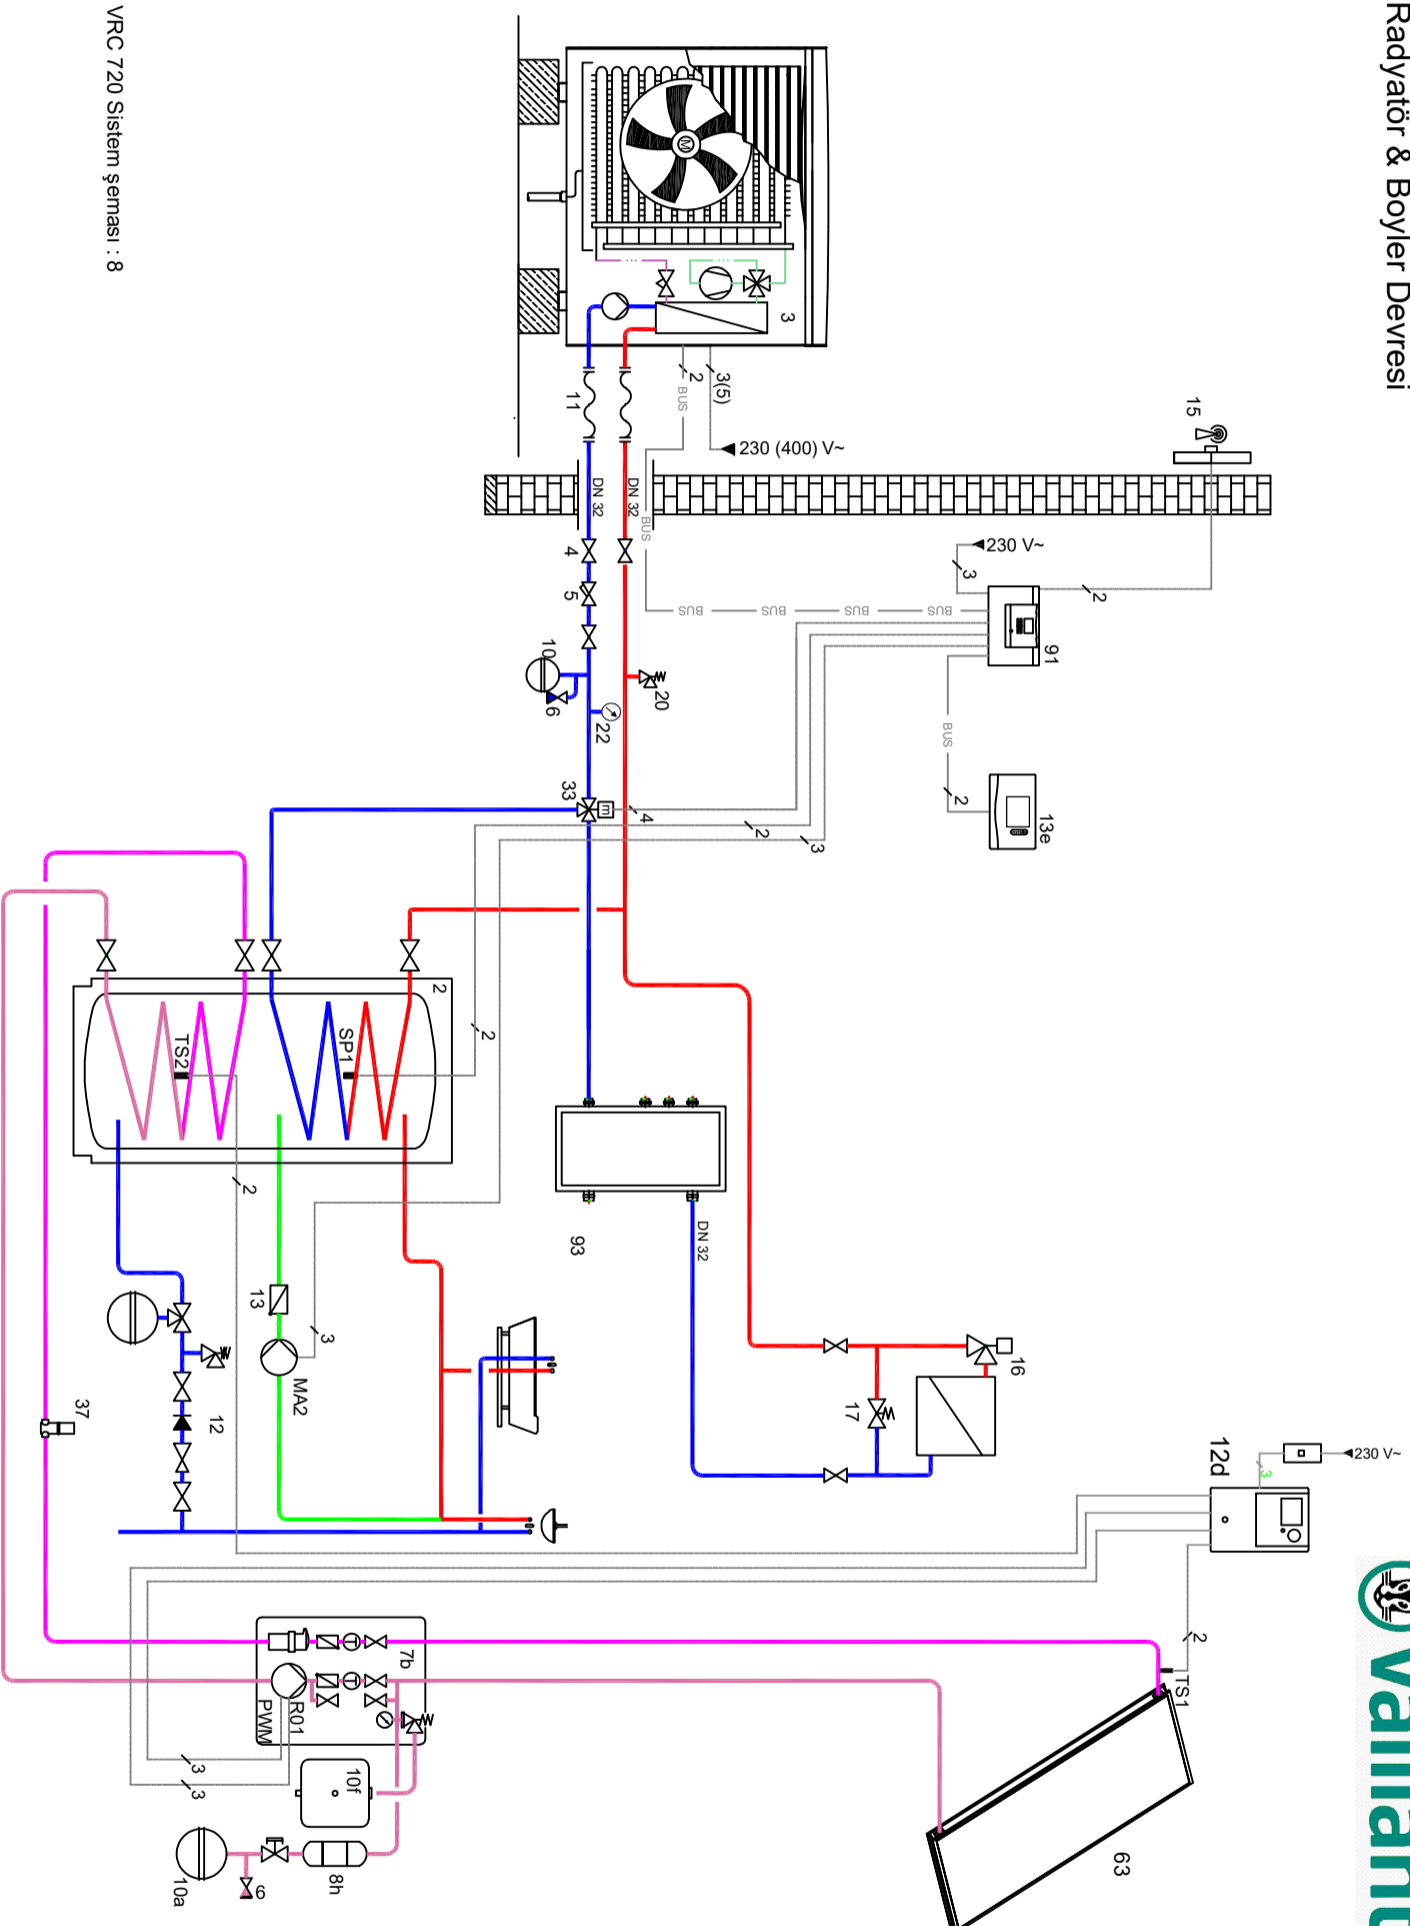 Radyatör & Boyler Devresi
Vaillant
VRC 720 Sistem şeması : 8
M
3
3(5)
2
BUS
230 (400) V~
11
DN 32
DN 32
BUS
15
230 V~
3
2
91
BUS
BUS
BUS
BUS
BUS
2
13e
4
5
10
6
20
22
33
m
4
2
3
2
2
SP1
TS2
2
93
DN 32
16
17
13
MA2
3
12
37
12d
230 V~
3
2
TS1
63
7b
T
T
R01
PWM
3
3
10f
8h
10a
6